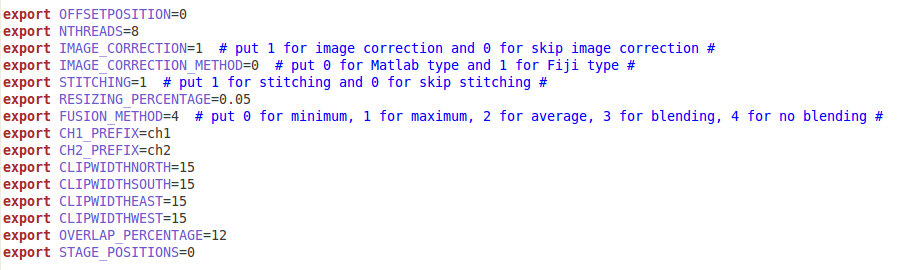 export OFFSETPOSITION=0
export NTHREADS=8
export IMAGE_CORRECTION=1  # put 1 for image correction and 0 for skip image correction #
export IMAGE_CORRECTION_METHOD=0  # put 0 for Matlab type and 1 for Fiji type #
export STITCHING=1  # put 1 for stitching and 0 for skip stitching #
export RESIZING_PERCENTAGE=0.05
export FUSION_METHOD=4  # put 0 for minimum, 1 for maximum, 2 for average, 3 for blending, 4 for no blending #
export CH1_PREFIX=ch1
export CH2_PREFIX=ch2
export CLIPWIDTHNORTH=15
export CLIPWIDTHSOUTH=15
export CLIPWIDTHEAST=15
export CLIPWIDTHWEST=15
export OVERLAP_PERCENTAGE=12
export STAGE_POSITIONS=0